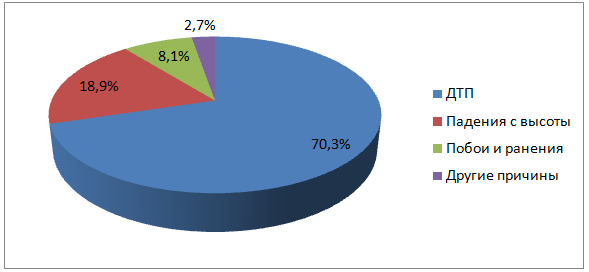 2,7%
8,1%
18,9%
70,3%
ДТП
Падения с высоты
Побои и ранения
Другие причины